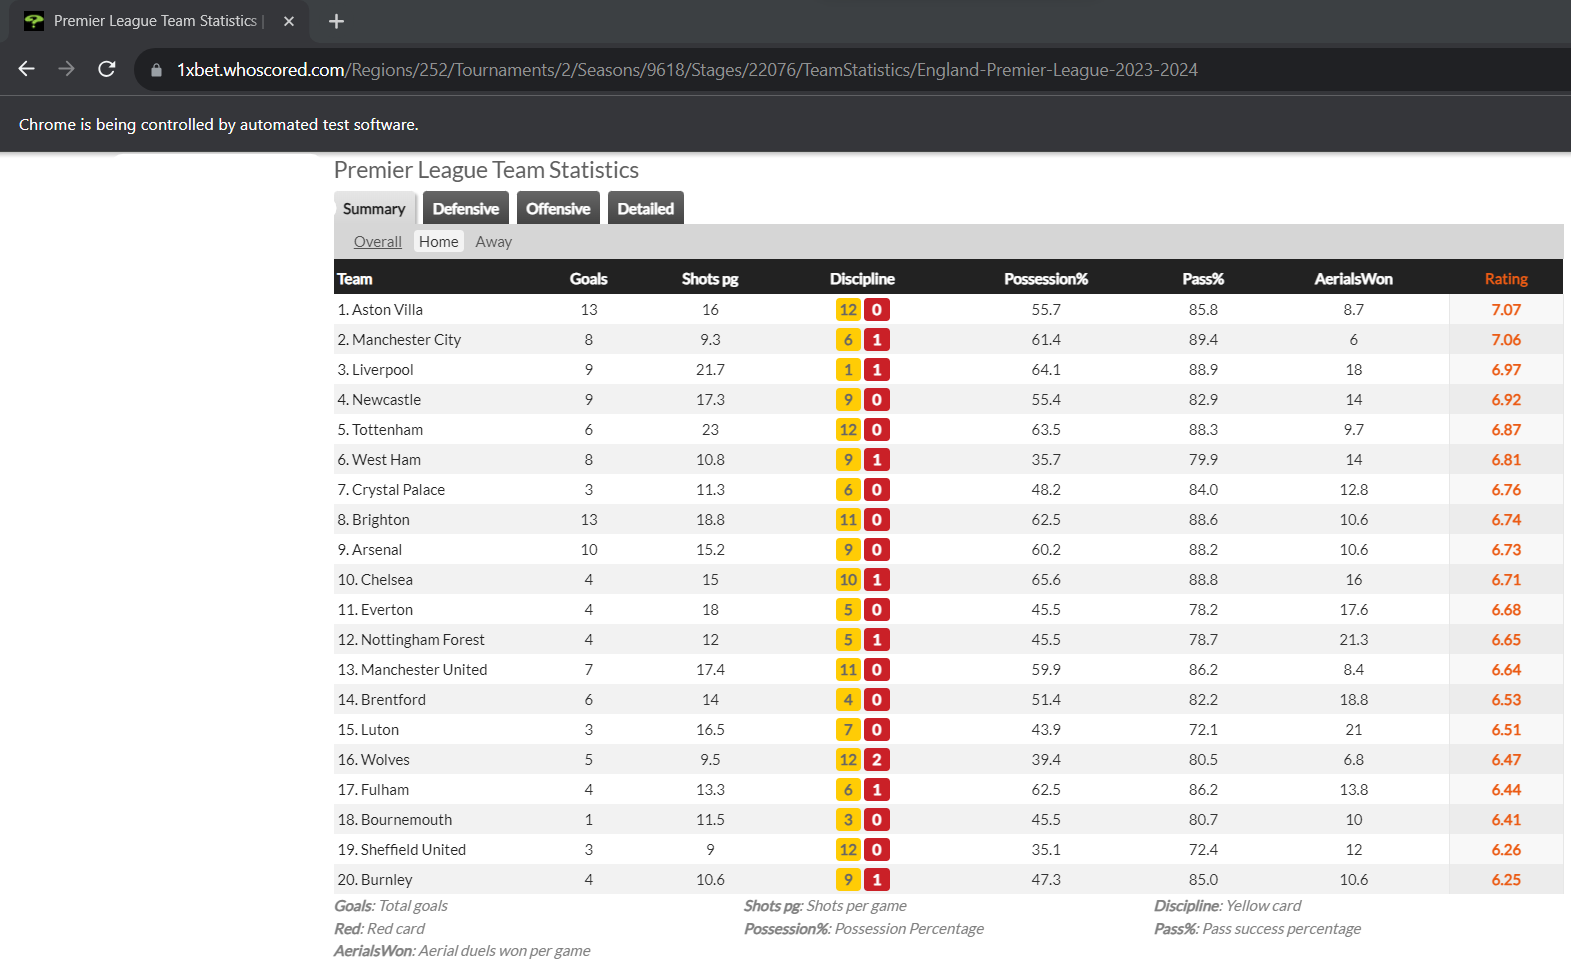 Premier League Team Statistics |
1xbet.whoscored.com/Regions/252/Tournaments/2/Seasons/9618/Stages/22076/TeamStatistics/England-Premier-League-2023-2024
Chrome is being controlled by automated test software.
Premier League Team Statistics
Summary Defensive Offensive Detailed
Overall Home Away
Team Goals Shots pg Discipline Possession% Pass% AerialsWon Rating
1. Aston Villa 13 16 12 0 55.7 85.8 8.7 7.07
2. Manchester City 8 9.3 6 1 61.4 89.4 6 7.06
3. Liverpool 9 21.7 1 1 64.1 88.9 18 6.97
4. Newcastle 9 17.3 9 0 55.4 82.9 14 6.92
5. Tottenham 6 23 12 0 63.5 88.3 9.7 6.87
6. West Ham 8 10.8 9 1 35.7 79.9 14 6.81
7. Crystal Palace 3 11.3 6 0 48.2 84.0 12.8 6.76
8. Brighton 13 18.8 11 0 62.5 88.6 10.6 6.74
9. Arsenal 10 15.2 9 0 60.2 88.2 10.6 6.73
10. Chelsea 4 15 10 1 65.6 88.8 16 6.71
11. Everton 4 18 5 0 45.5 78.2 17.6 6.68
12. Nottingham Forest 4 12 5 1 45.5 78.7 21.3 6.65
13. Manchester United 7 17.4 11 0 59.9 86.2 8.4 6.64
14. Brentford 6 14 4 0 51.4 82.2 18.8 6.53
15. Luton 3 16.5 7 0 43.9 72.1 21 6.51
16. Wolves 5 9.5 12 2 39.4 80.5 6.8 6.47
17. Fulham 4 13.3 6 1 62.5 86.2 13.8 6.44
18. Bournemouth 1 11.5 3 0 45.5 80.7 10 6.41
19. Sheffield United 3 9 12 0 35.1 72.4 12 6.26
20. Burnley 4 10.6 9 1 47.3 85.0 10.6 6.25
Goals: Total goals Shots pg: Shots per game Discipline: Yellow card
Red: Red card Possession%: Possession Percentage Pass%: Pass success percentage
AerialsWon: Aerial duels won per game